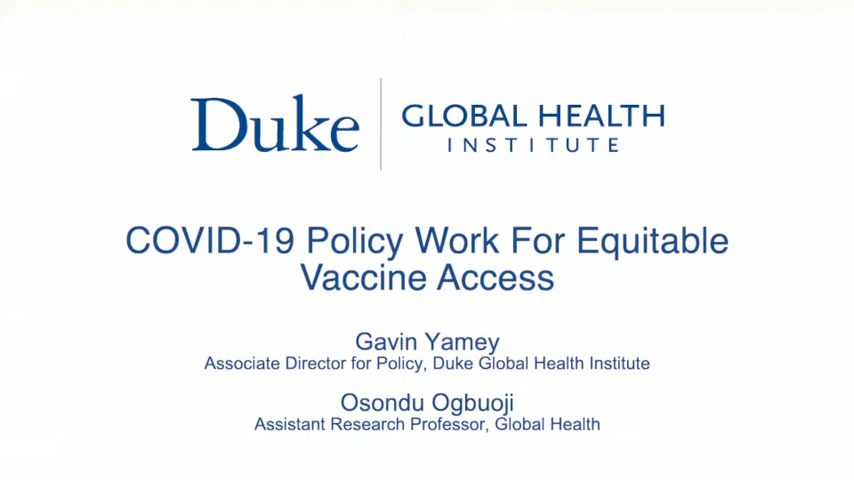 Duke
GLOBAL HEALTH
INSTITUTE
COVID-19 Policy Work For Equitable
Vaccine Access
Gavin Yamey
Associate Director for Policy, Duke Global Health Institute
Osondu Ogbuoji
Assistant Research Professor, Global Health